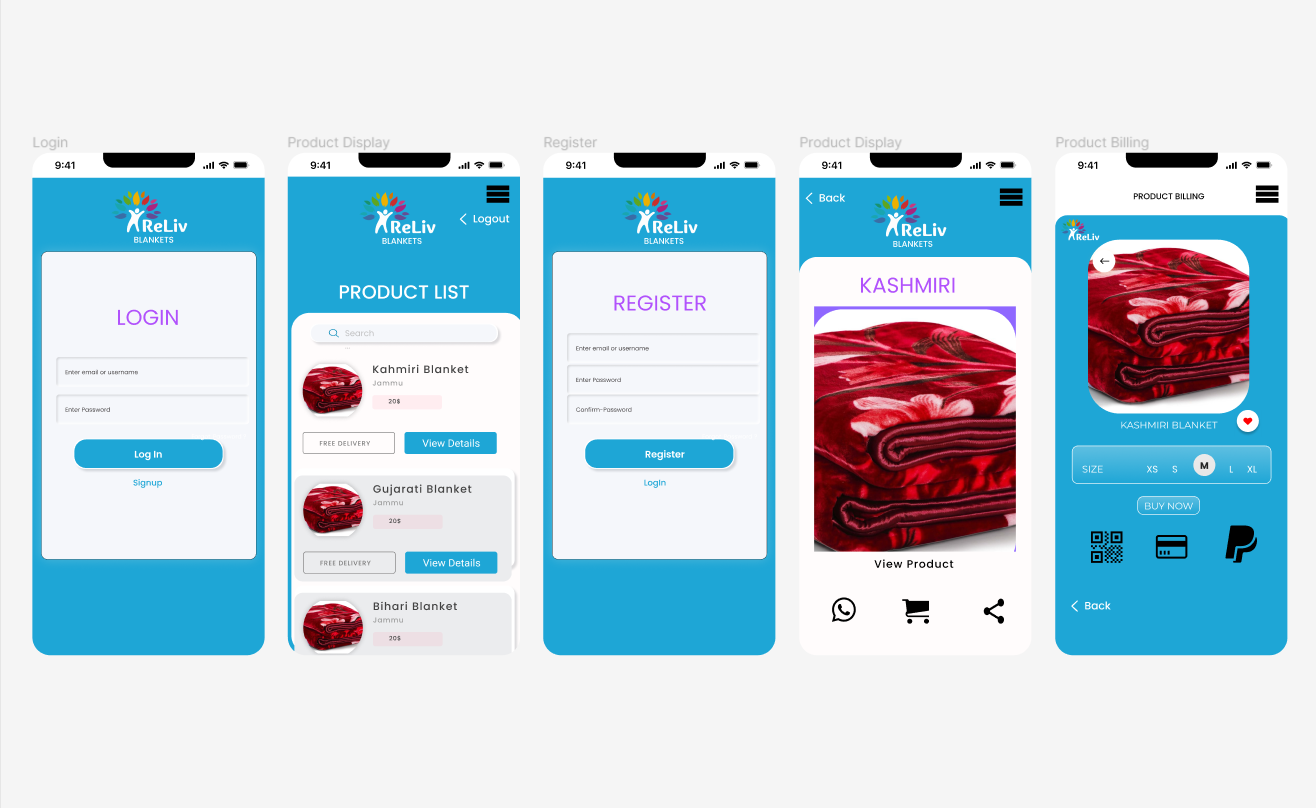 Login
9:41
ReLiv
BLANKETS
LOGIN
Enter email or username
Enter Password
Log In
Signup
Product Display
9:41
Logout
ReLiv
BLANKETS
PRODUCT LIST
Search
...
Kahmiri Blanket
Jammu
20$
FREE DELIVERY
View Details
Gujarati Blanket
Jammu
20$
FREE DELIVERY
View Details
Bihari Blanket
Jammu
20$
Register
9:41
ReLiv
BLANKETS
REGISTER
Enter email or username
Enter Password
Confirm-Password
Register
LogIn
Product Display
9:41
Back
ReLiv
BLANKETS
KASHMIRI
View Product
Product Billing
9:41
PRODUCT BILLING
ReLiv
KASHMIRI BLANKET
SIZE XS S M L XL
BUY NOW
Back